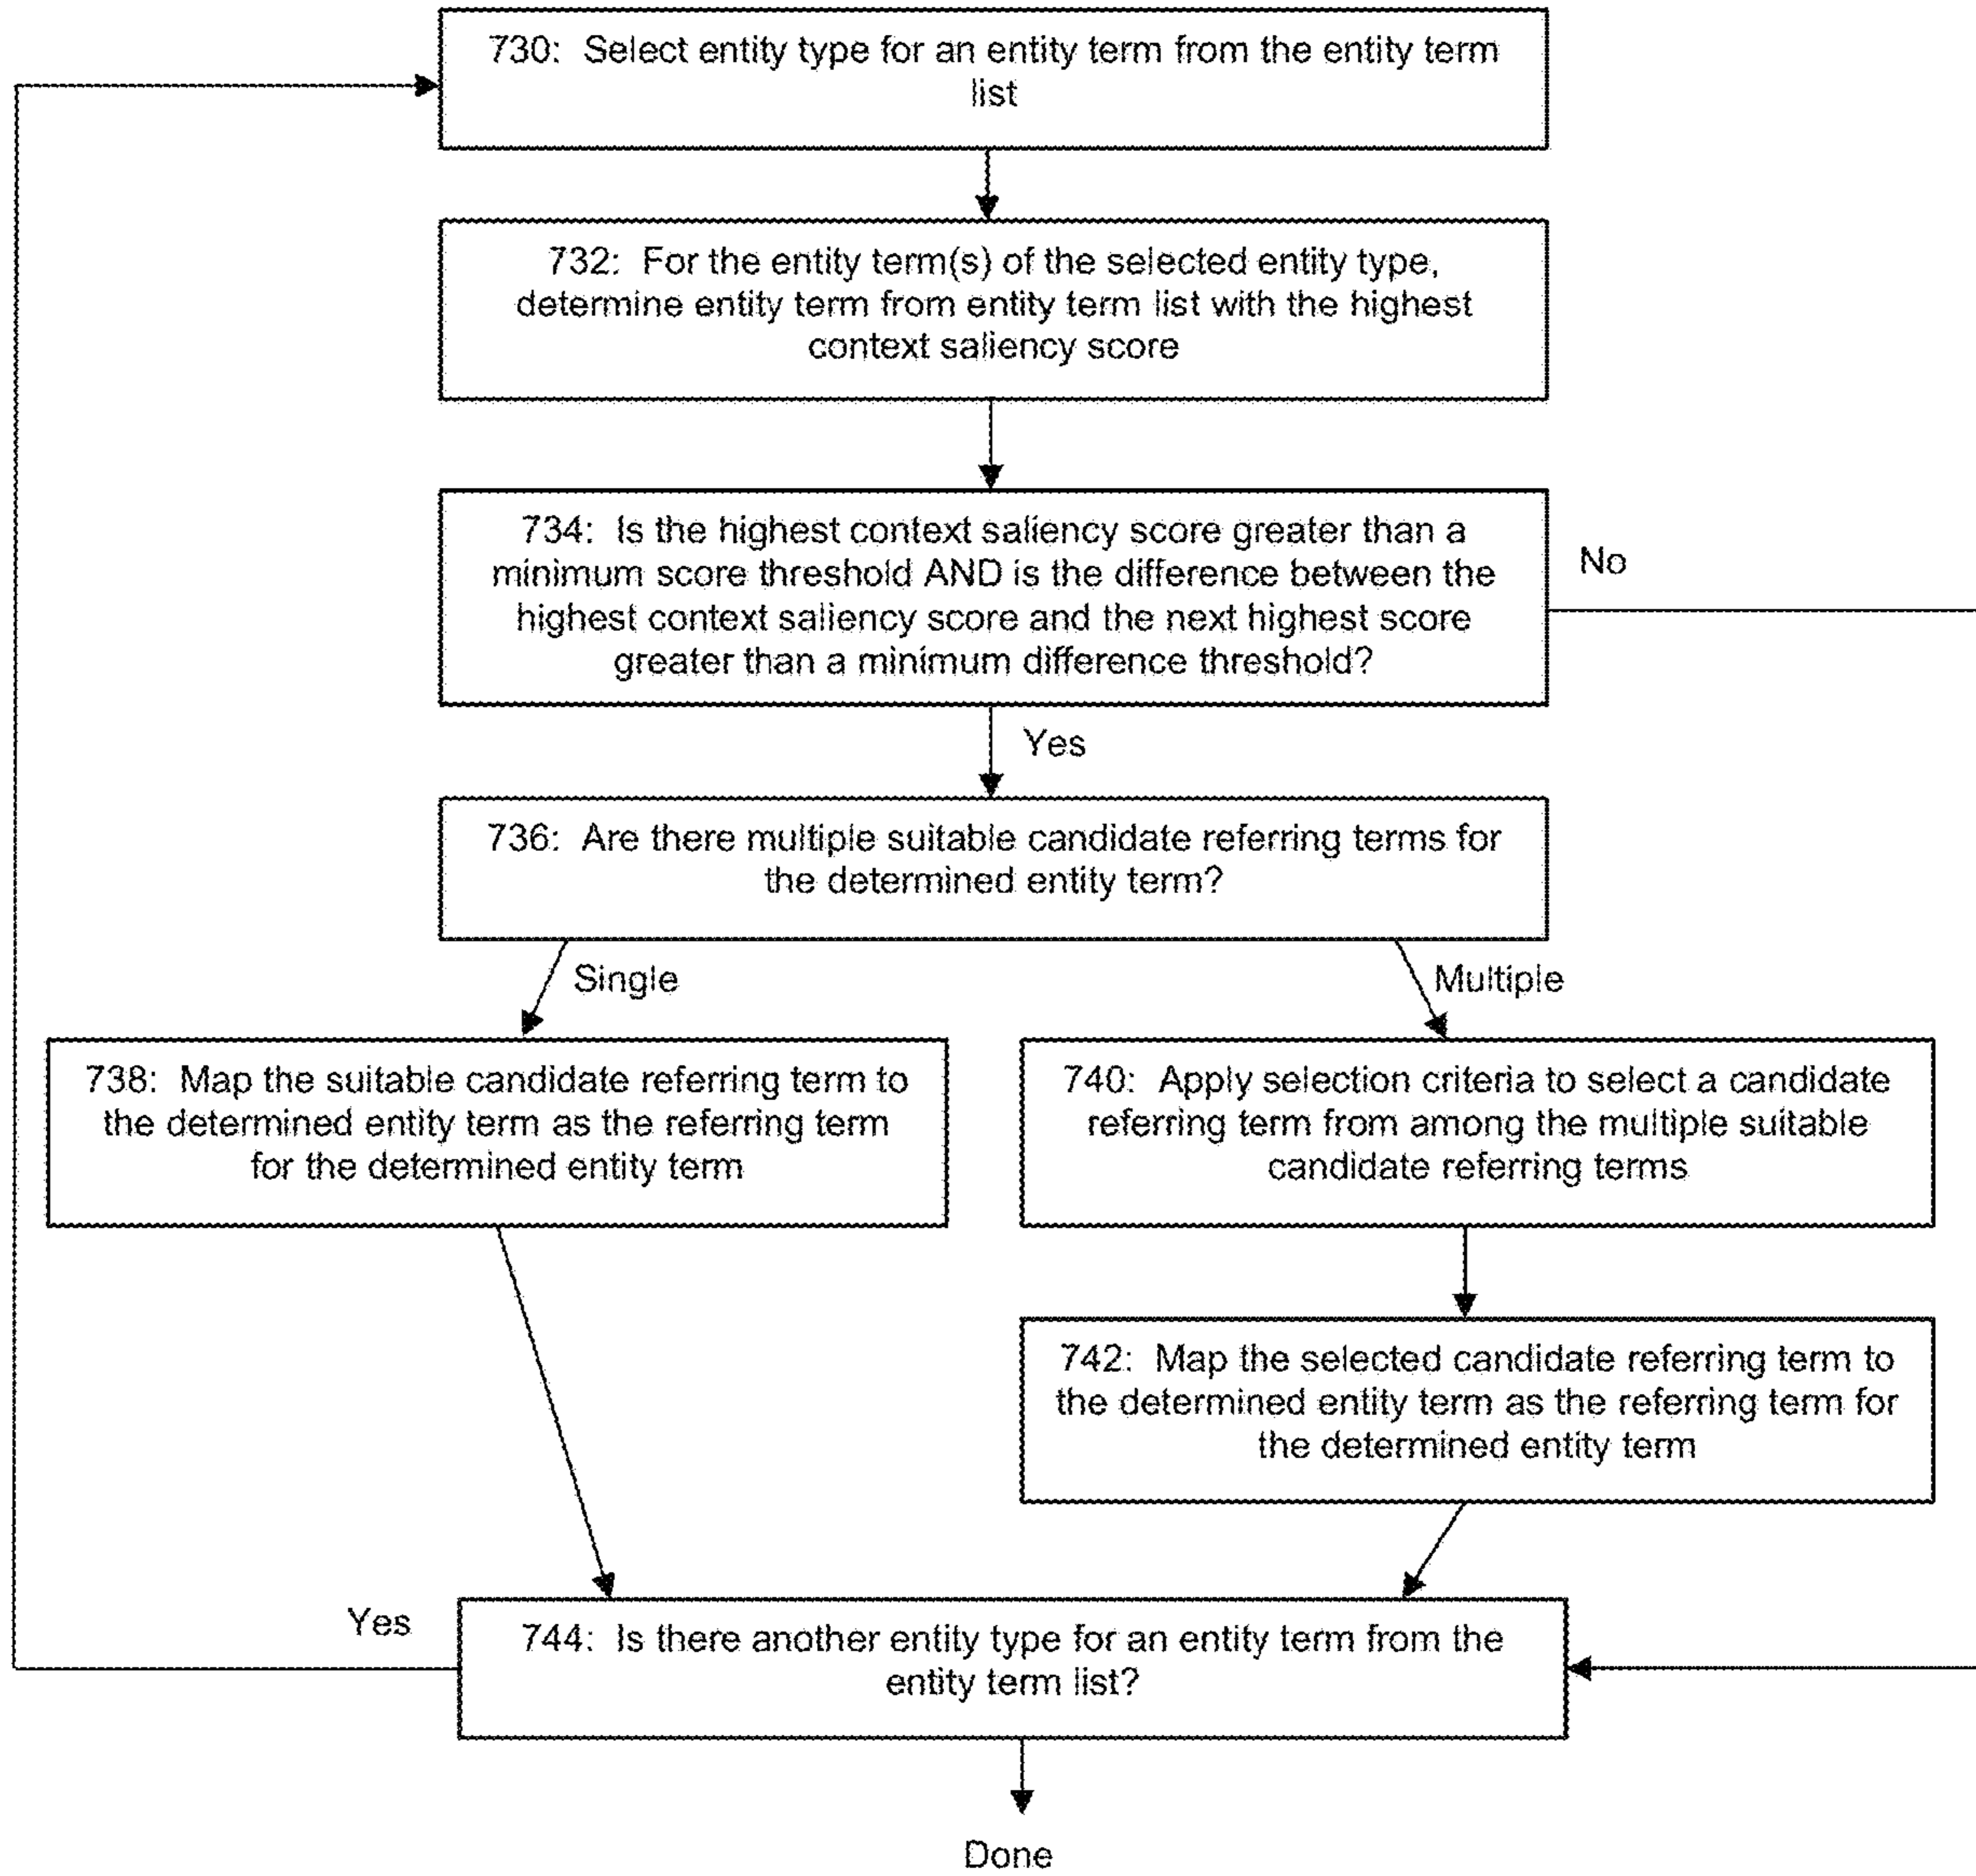 730: Select entity type for an entity term from the entity term
list
732: For the entity term(s) of the selected entity type,
determine entity term from entity term list with the highest
context saliency score
734: Is the highest context saliency score greater than a
minimum score threshold AND is the difference between the
highest context saliency score and the next highest score
greater than a minimum difference threshold?
No
Yes
736: Are there multiple suitable candidate referring terms for
the determined entity term?
Single
Multiple
738: Map the suitable candidate referring term to
the determined entity term as the referring term
for the determined entity term
740: Apply selection criteria to select a candidate
referring term from among the multiple suitable
candidate referring terms
742: Map the selected candidate referring term to
the determined entity term as the referring term for
the determined entity term
Yes
744: Is there another entity type for an entity term from the
entity term list?
Done